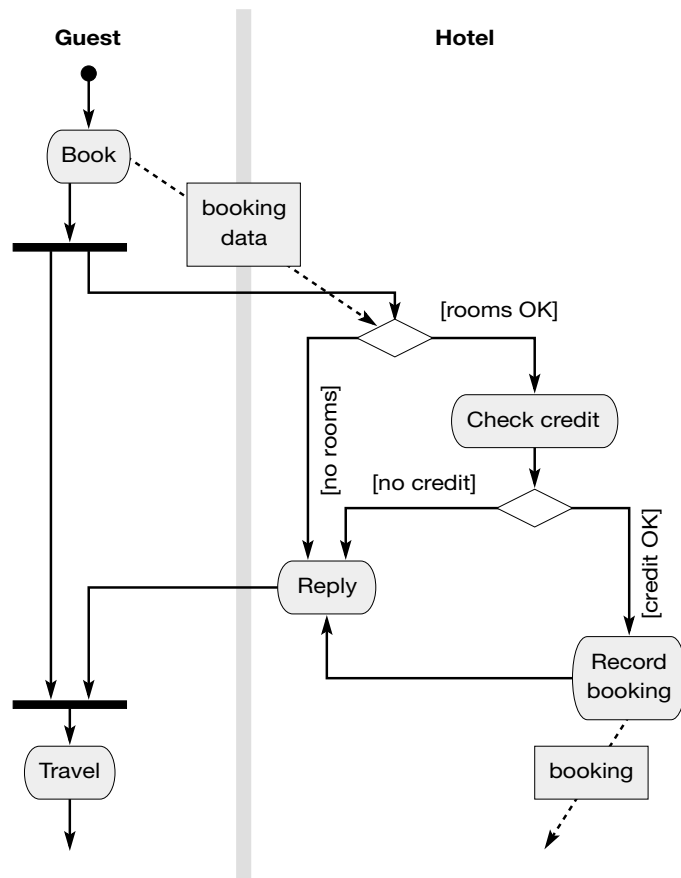 Guest
Hotel
Book
booking
data
[rooms OK]
Check credit
[no rooms]
[no credit]
[credit OK]
Reply
Record
booking
Travel
booking